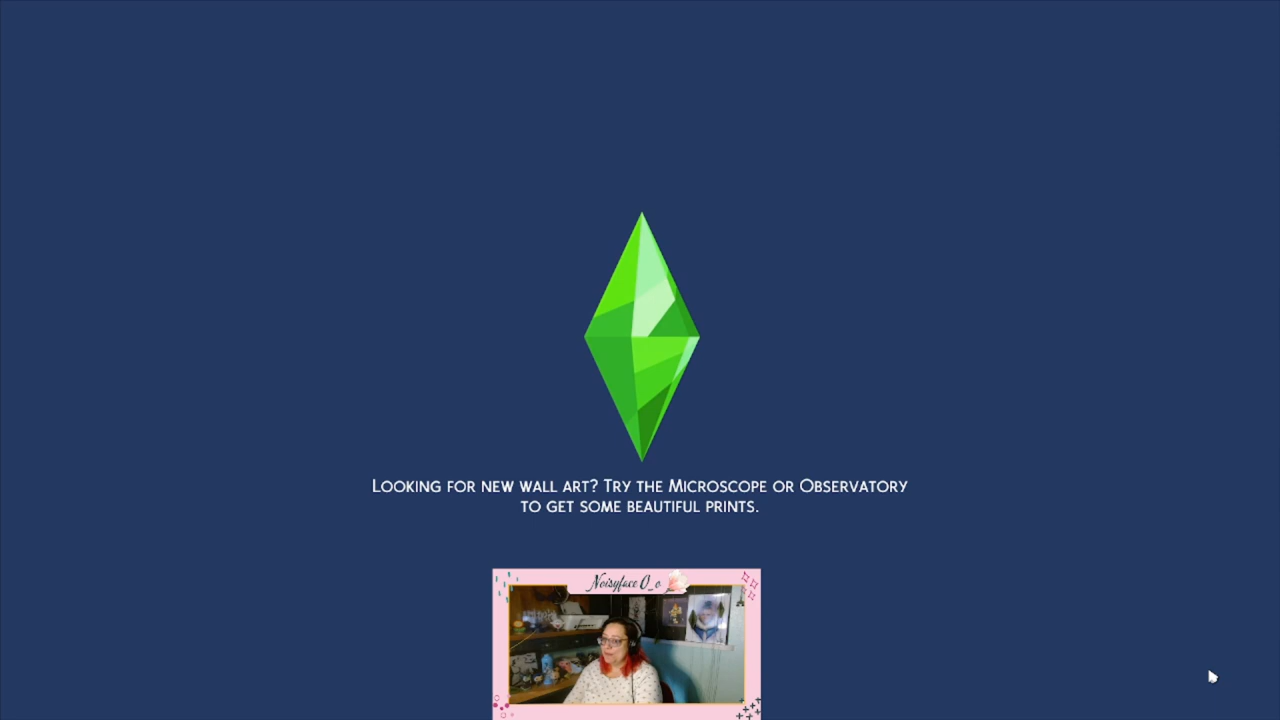 Looking for new wall art? Try the Microscope or Observatory
to get some beautiful prints.
Noisyface O_o